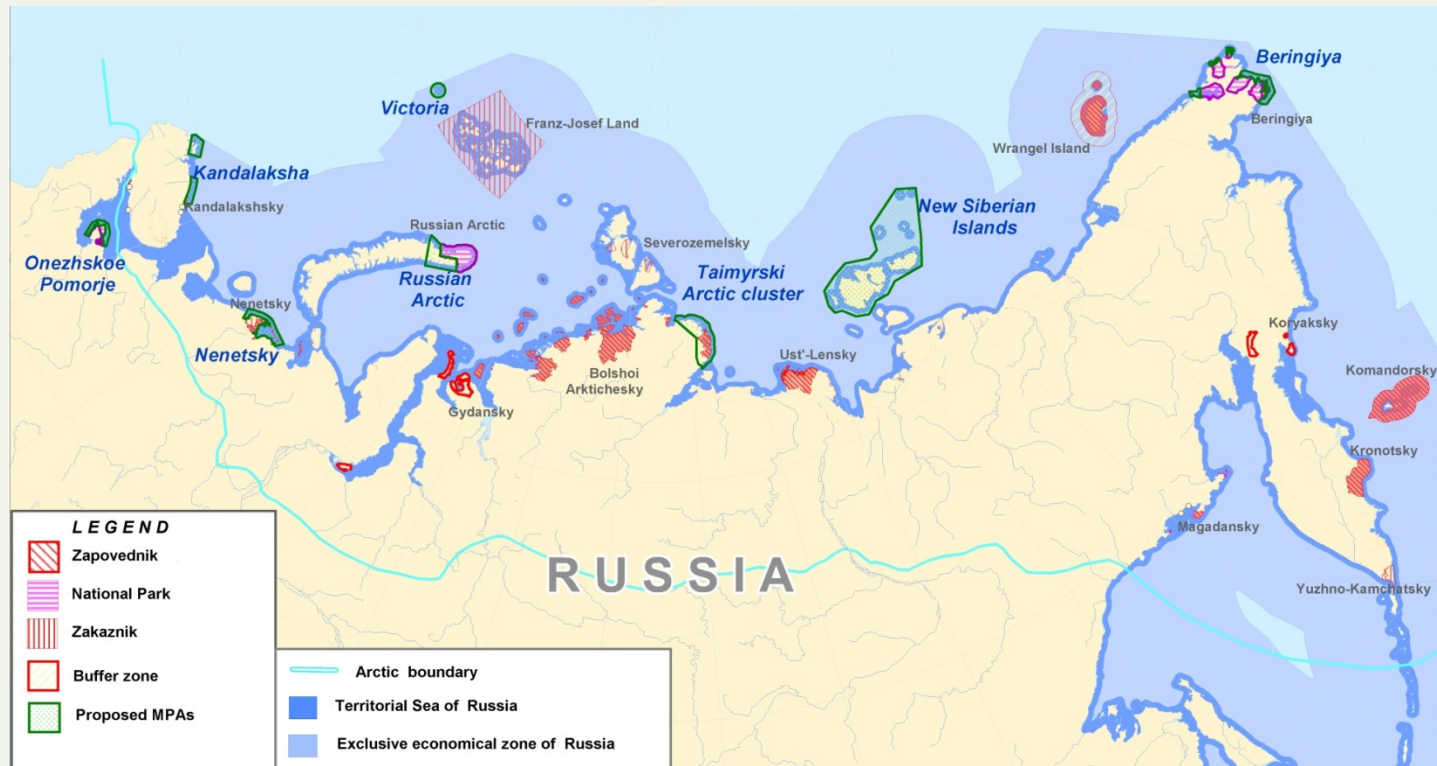 Beringiya
Victoria
Franz-Josef Land
Beringiya
Wrangel Island
Kandalaksha
Kandalakshsky
New Siberian
Islands
Russian Arctic
Severozemelsky
Onezhskoe
Pomorje
Russian
Arctic
Taimyrski
Arctic cluster
Nenetsky
Nenetsky
Koryaksky
Ust'-Lensky
Bolshoi
Arktichesky
Komandorsky
Gydansky
Kronotsky
Magadansky
RUSSIA
Yuzhno-Kamchatsky
LEGEND
Zapovednik
National Park
Zakaznik
Buffer zone
Proposed MPAs
Arctic boundary
Territorial Sea of Russia
Exclusive economical zone of Russia